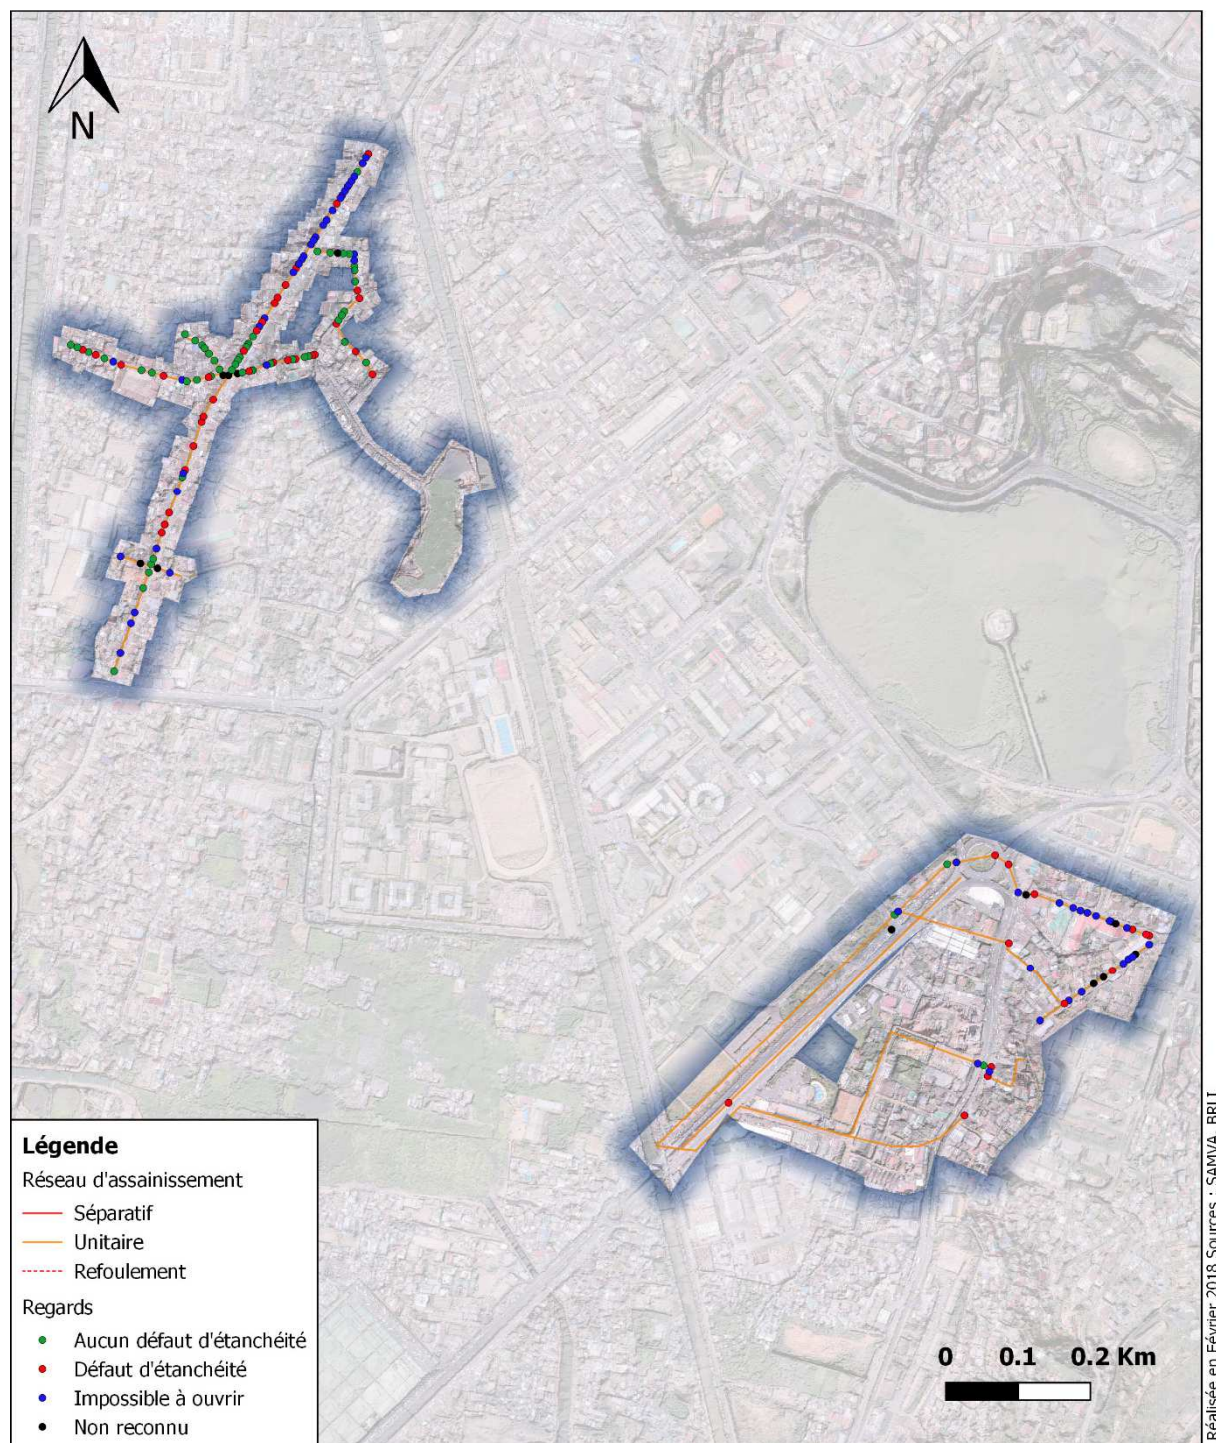 N
Légende
Réseau d'assainissement
Séparatif
Unitaire
Refoulement
Regards
Aucun défaut d'étanchéité
Défaut d'étanchéité
Impossible à ouvrir
Non reconnu
0 0.1 0.2 Km
Réalisée en Février 2018 Sources : SAMVA, BRLI